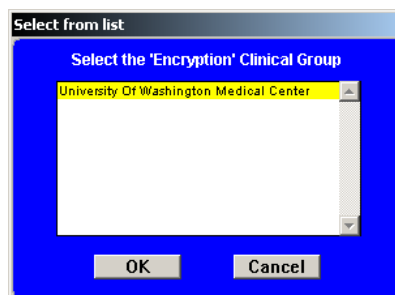 Select from list
Select the 'Encryption' Clinical Group
University Of Washington Medical Center
OK
Cancel